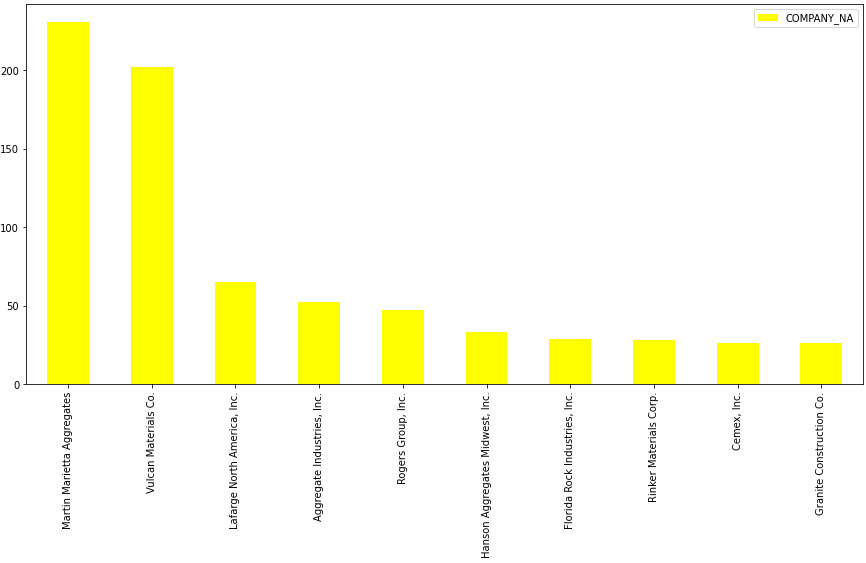 COMPANY_NA
200
150
100
50
0
Martin Marietta Aggregates
Vulcan Materials Co.
Lafarge North America, Inc.
Aggregate Industries, Inc.
Rogers Group, Inc.
Hanson Aggregates Midwest, Inc.
Florida Rock Industries, Inc.
Rinker Materials Corp.
Cemex, Inc.
Granite Construction Co.